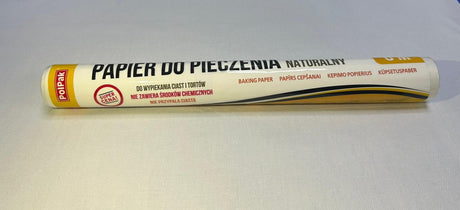 PAPIER DO PIECZENIA NATURALNY
polPak
BAKING PAPER PAPĪRS CEPŠANAI KEPIMO POPIERIUS KÜPSETUSPABER
DO WYPIEKANIA CIAST I TORTÓW
SUPER CENA
NIE ZAWIERA ŚRODKÓW CHEMICZNYCH
NIE PRZYPALA CIASTA